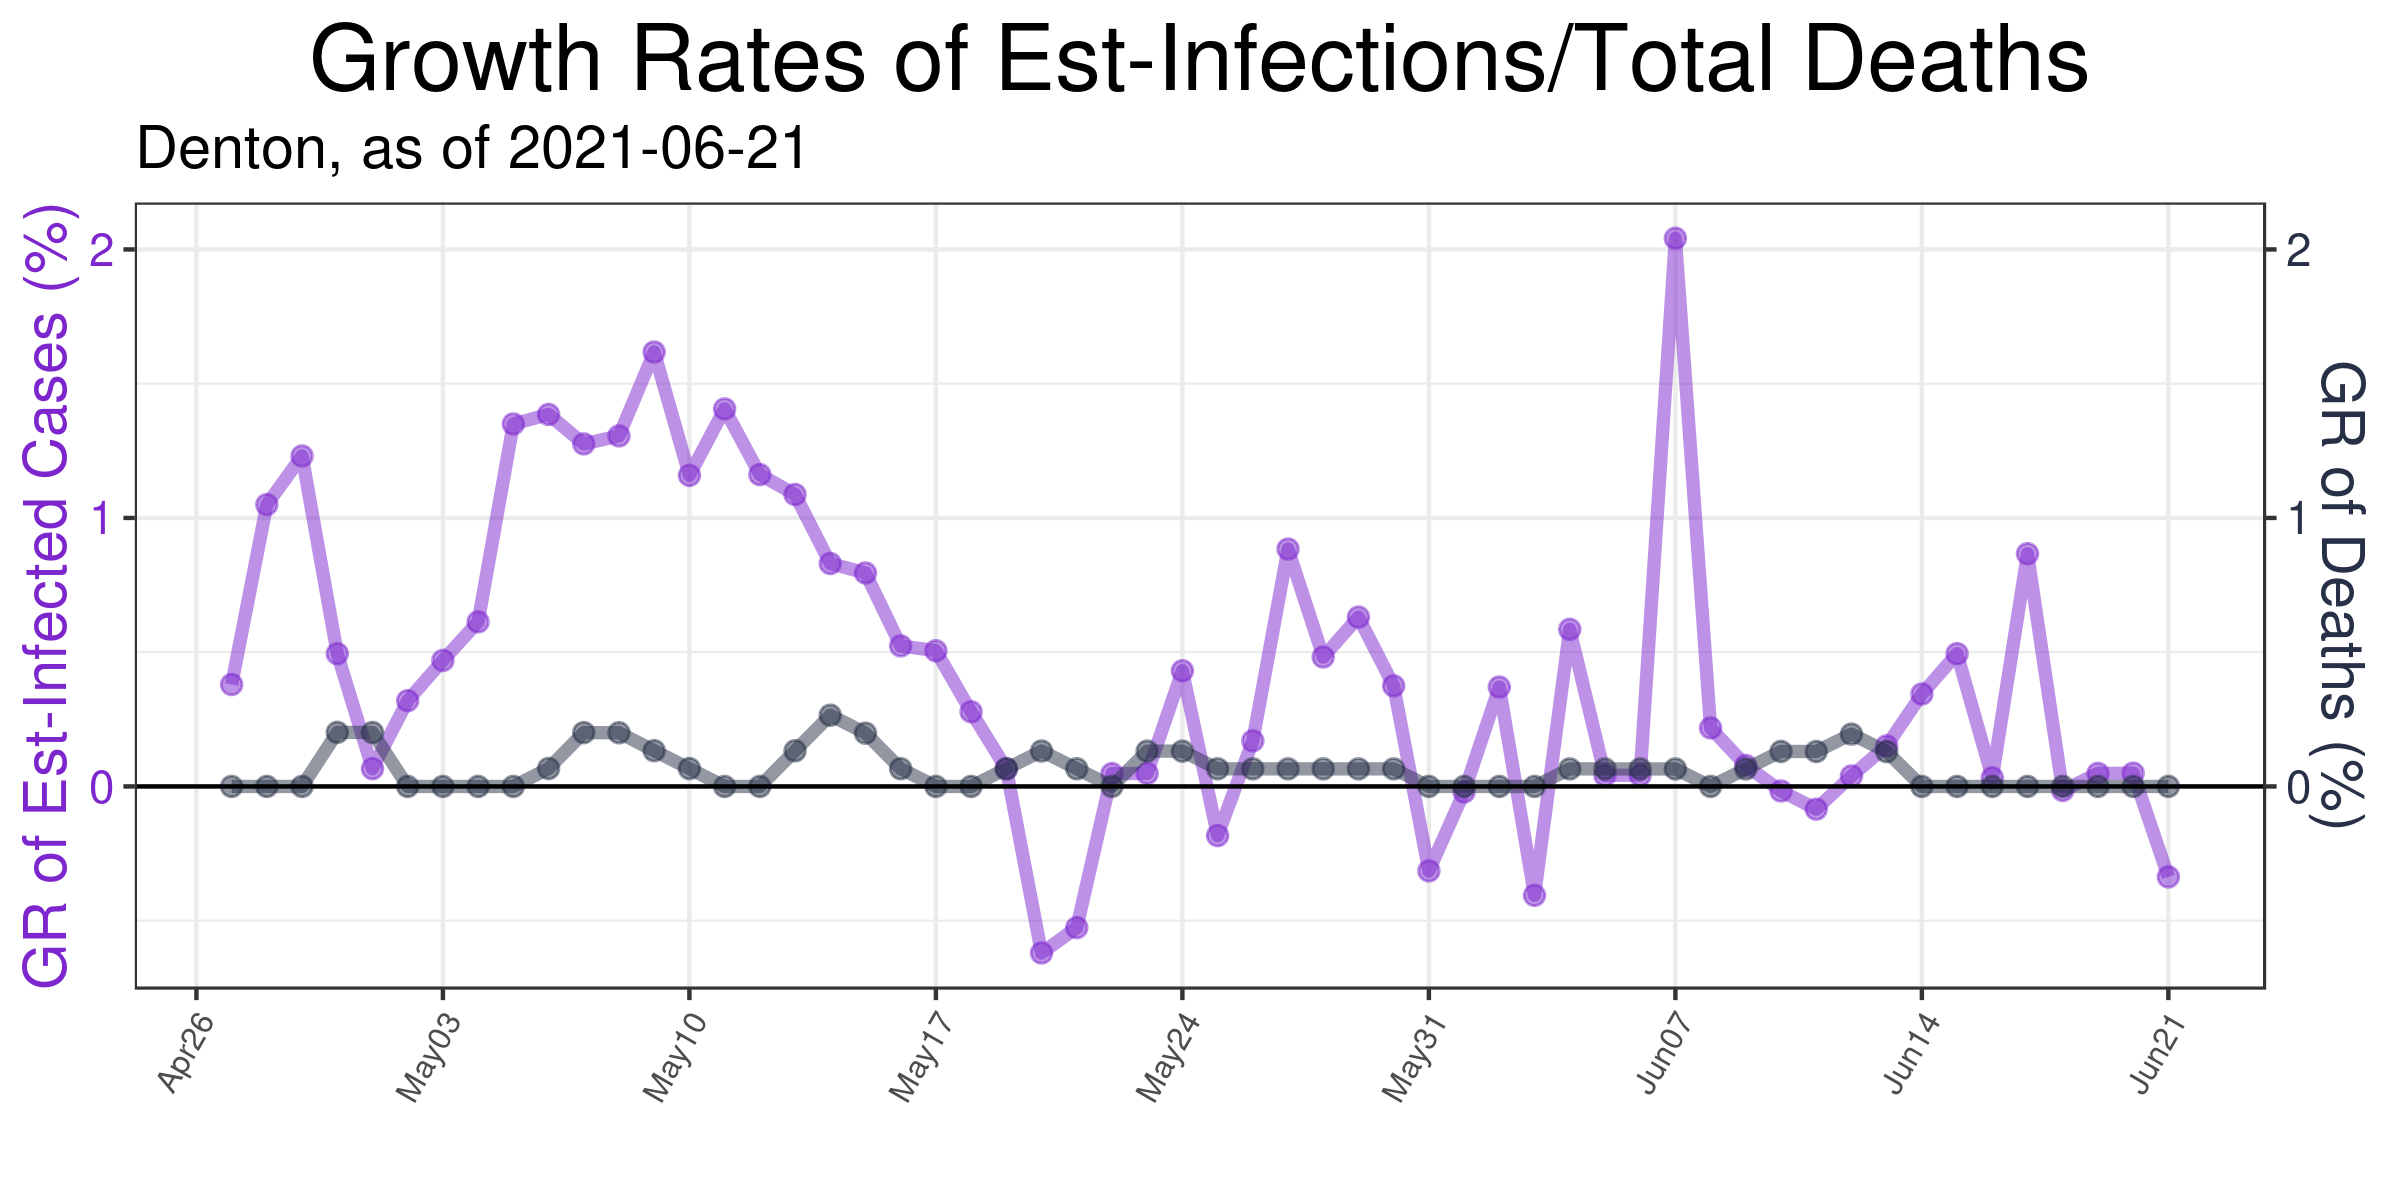 Growth Rates of Est-Infections/Total Deaths
Denton, as of 2021-06-21
GR of Est-Infected Cases (%)
2
1
0
2
1
0
GR of Deaths (%)
Apr26
May03
May10
May17
May24
May31
Jun07
Jun14
Jun21